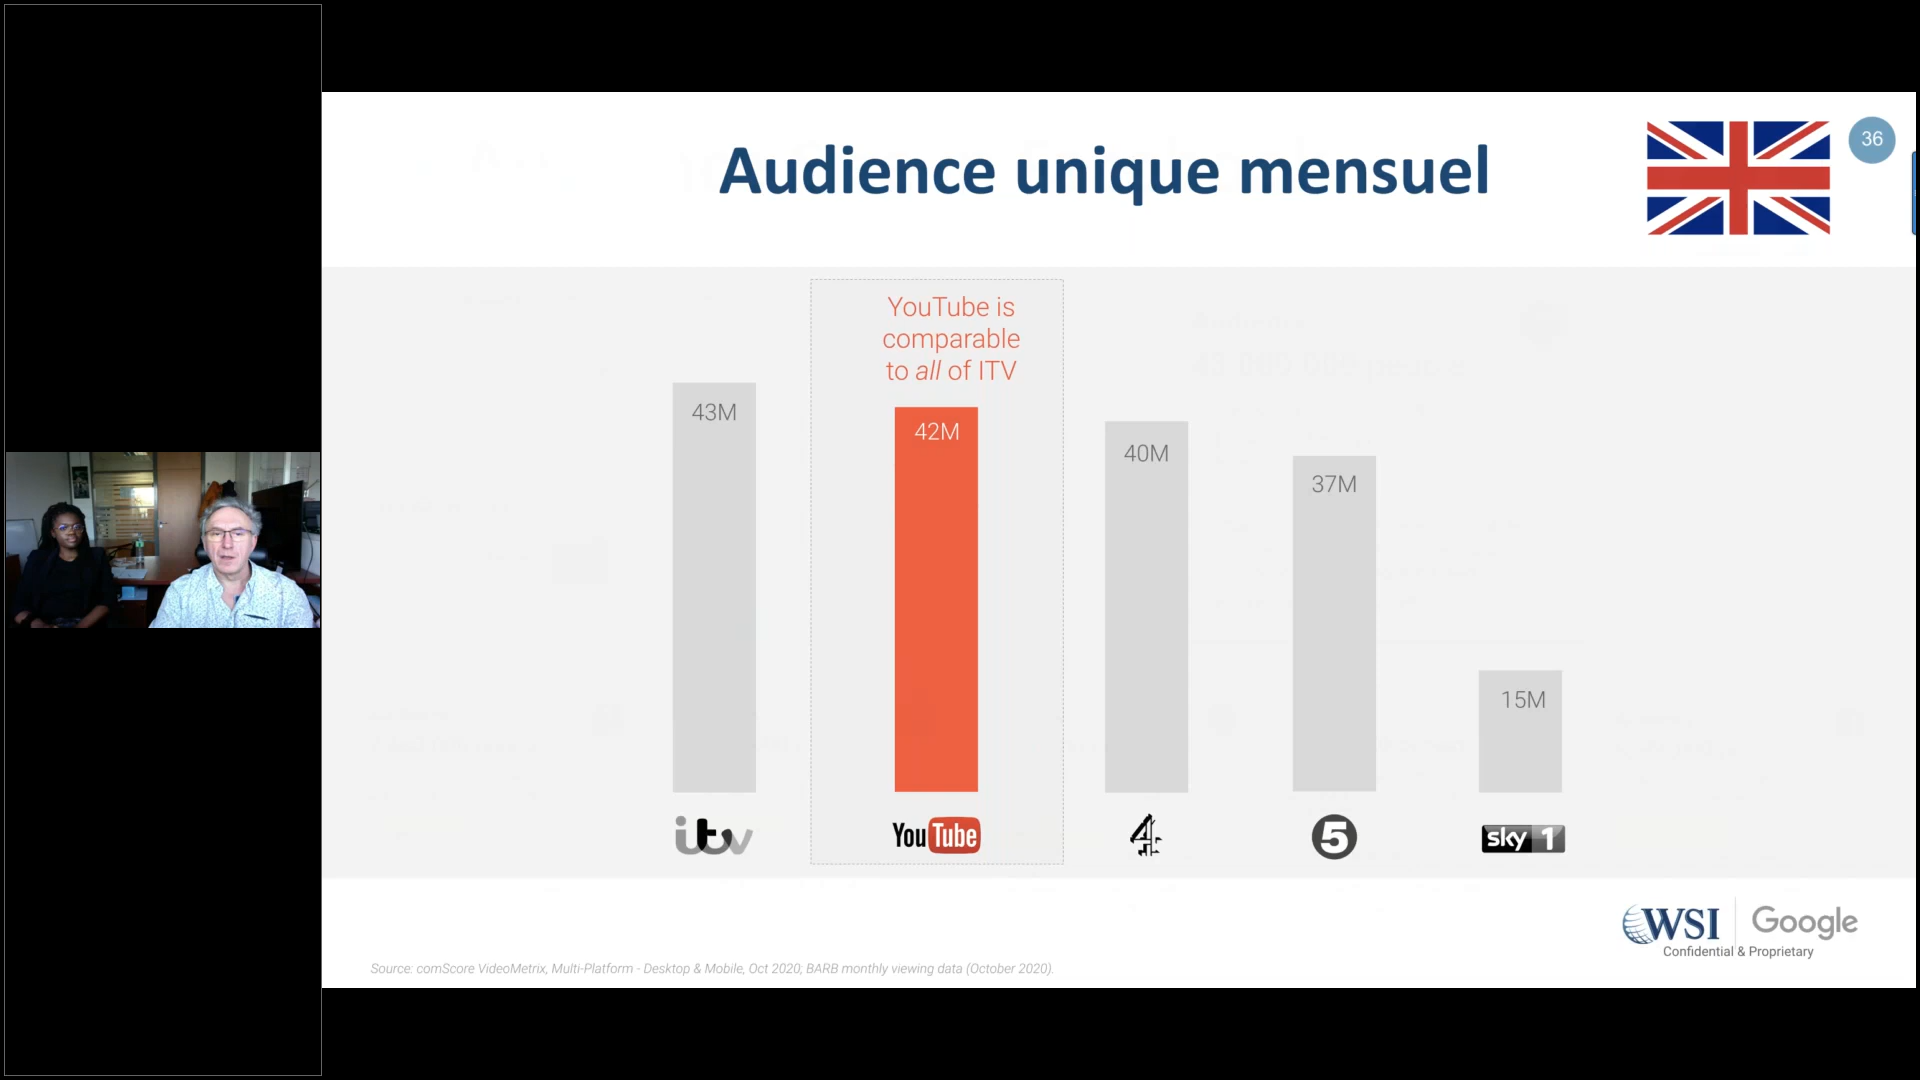 Audience unique mensuel
36
YouTube is
comparable
to all of ITV
43M
42M
40M
37M
15M
itv
YouTube
4
5
sky 1
WSI
Google
Confidential & Proprietary
Source: comScore VideoMetrix, Multi-Platform - Desktop & Mobile, Oct 2020; BARB monthly viewing data (October 2020).